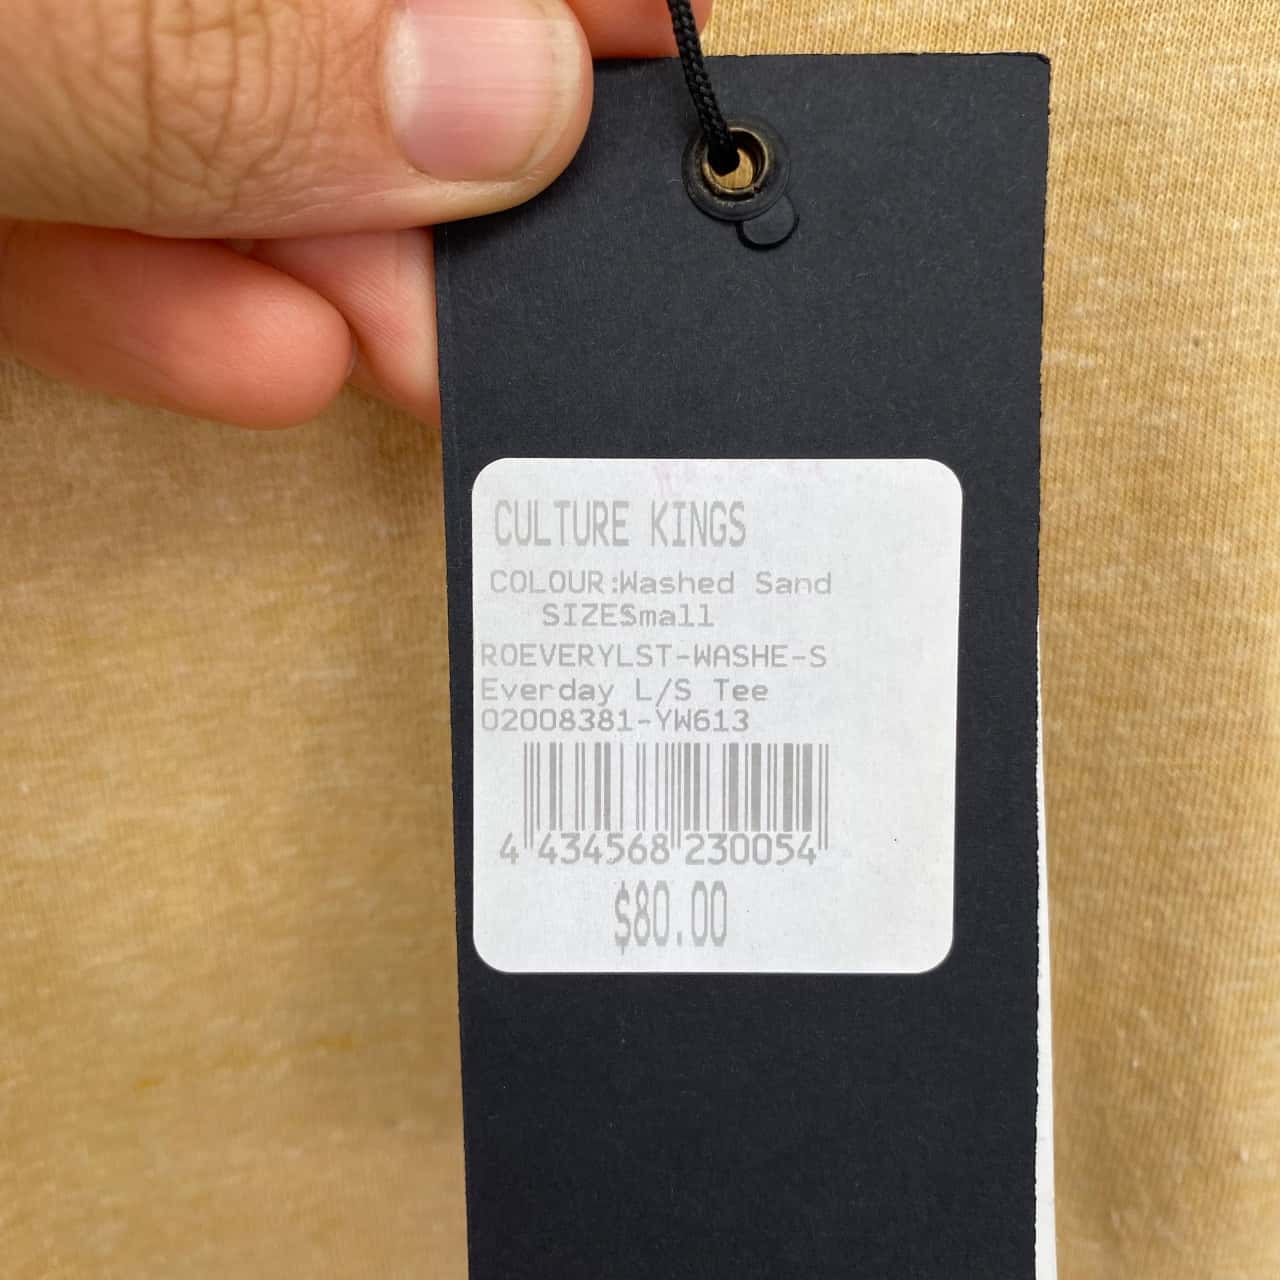 CULTURE KINGS
COLOUR:Washed Sand
SIZESmall
ROEVERYLST-WASHE-S
Everday L/S Tee
02008381-YW613
4 434568 230054
$80.00